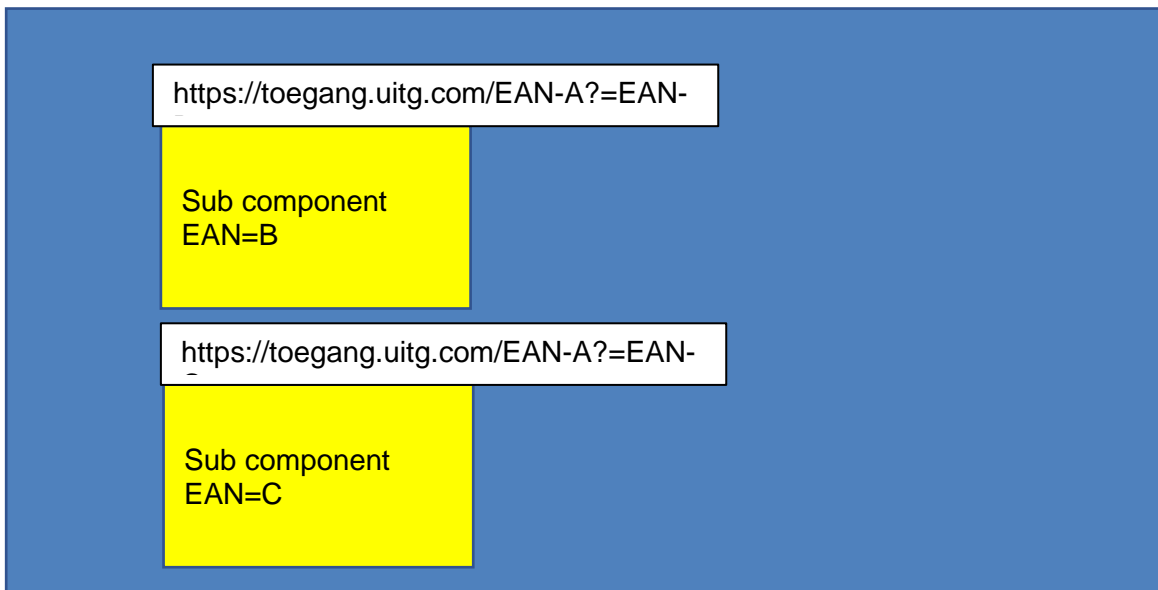 https://toegang.uitg.com/EAN-A?=EAN-
Sub component
EAN=B
https://toegang.uitg.com/EAN-A?=EAN-
Sub component
EAN=C